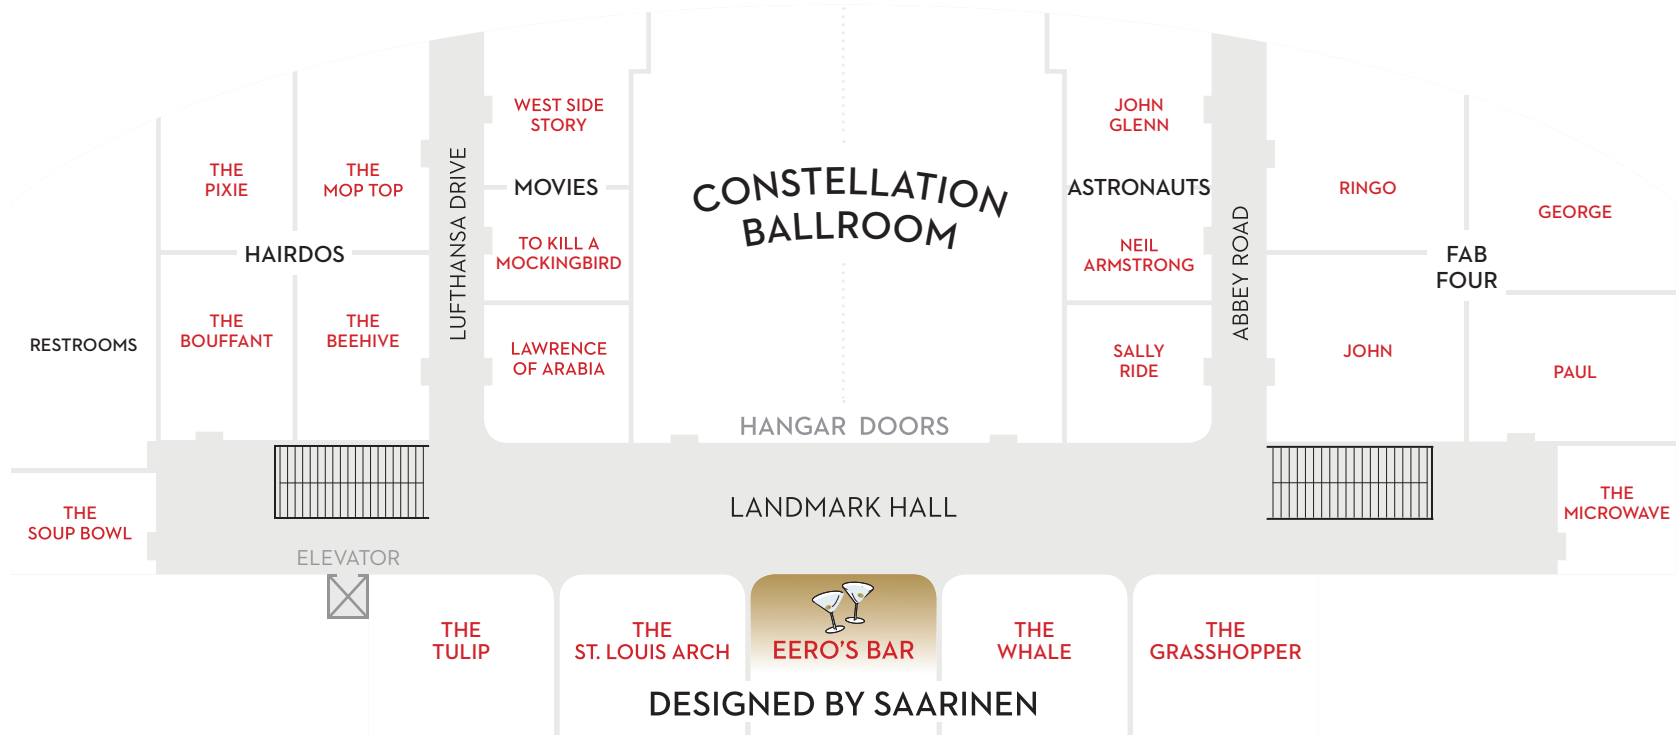 RESTROOMS
THE
SOUP BOWL
THE
PIXIE
THE
MOP TOP
HAIRDOS
THE
BOUFFANT
THE
BEEHIVE
LUFTHANSA DRIVE
WEST SIDE
STORY
MOVIES
TO KILL A
MOCKINGBIRD
LAWRENCE
OF ARABIA
CONSTELLATION
BALLROOM
HANGAR DOORS
JOHN
GLENN
ASTRONAUTS
NEIL
ARMSTRONG
SALLY
RIDE
ABBEY ROAD
RINGO
GEORGE
FAB
FOUR
JOHN
PAUL
THE
MICROWAVE
LANDMARK HALL
ELEVATOR
THE
TULIP
THE
ST. LOUIS ARCH
EERO'S BAR
THE
WHALE
THE
GRASSHOPPER
DESIGNED BY SAARINEN